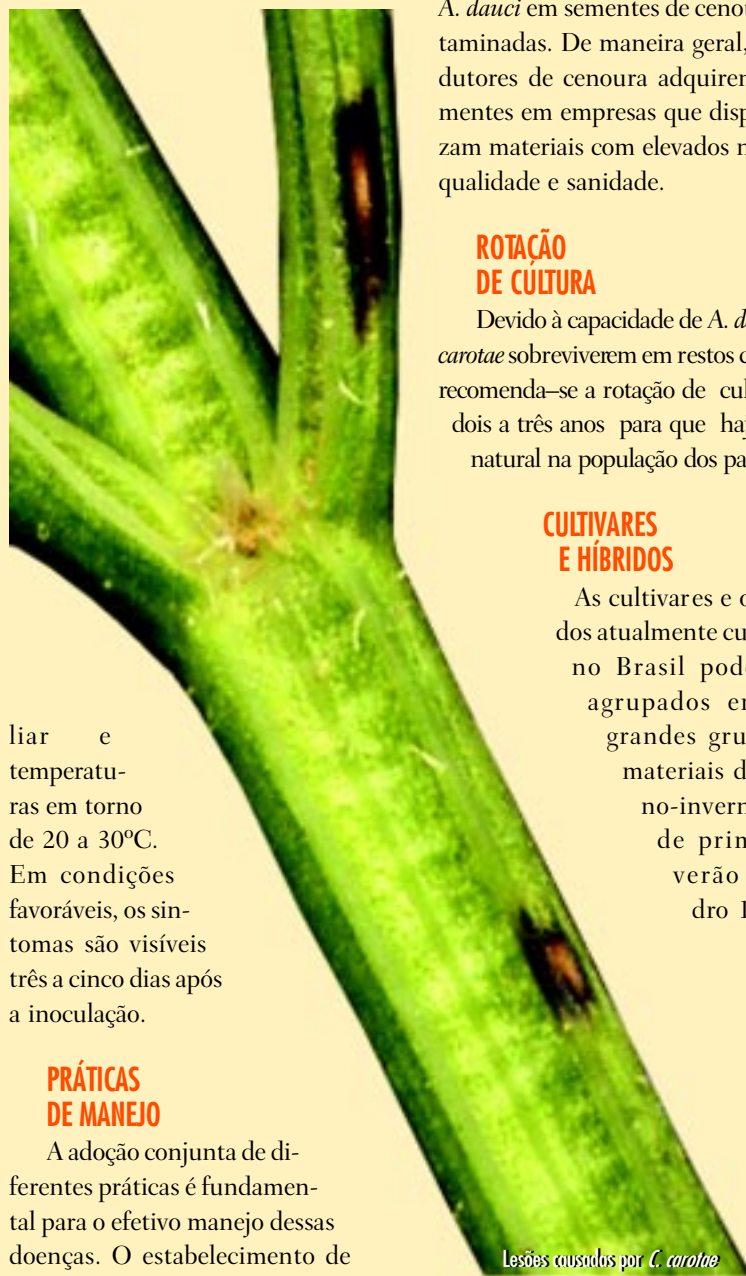 liar e
temperatu-
ras em torno
de 20 a 30ºC.
Em condições
favoráveis, os sin-
tomas são visíveis
três a cinco dias após
a inoculação.
PRÁTICAS
DE MANEJO
A adoção conjunta de di-
ferentes práticas é fundamen-
tal para o efetivo manejo dessas
doenças. O estabelecimento de
A. dauci em sementes de cenou
taminadas. De maneira geral,
dutores de cenoura adquirem
mentes em empresas que disp
zam materiais com elevados n
qualidade e sanidade.
ROTAÇÃO
DE CULTURA
Devido à capacidade de A. d
carotae sobreviverem em restos c
recomenda–se a rotação de cul
dois a três anos para que haj
natural na população dos pa
CULTIVARES
E HÍBRIDOS
As cultivares e o
dos atualmente cu
no Brasil pod
agrupados e
grandes gru
materiais d
no-inver
de prim
verão
dro
Lesões causadas por C. carotae